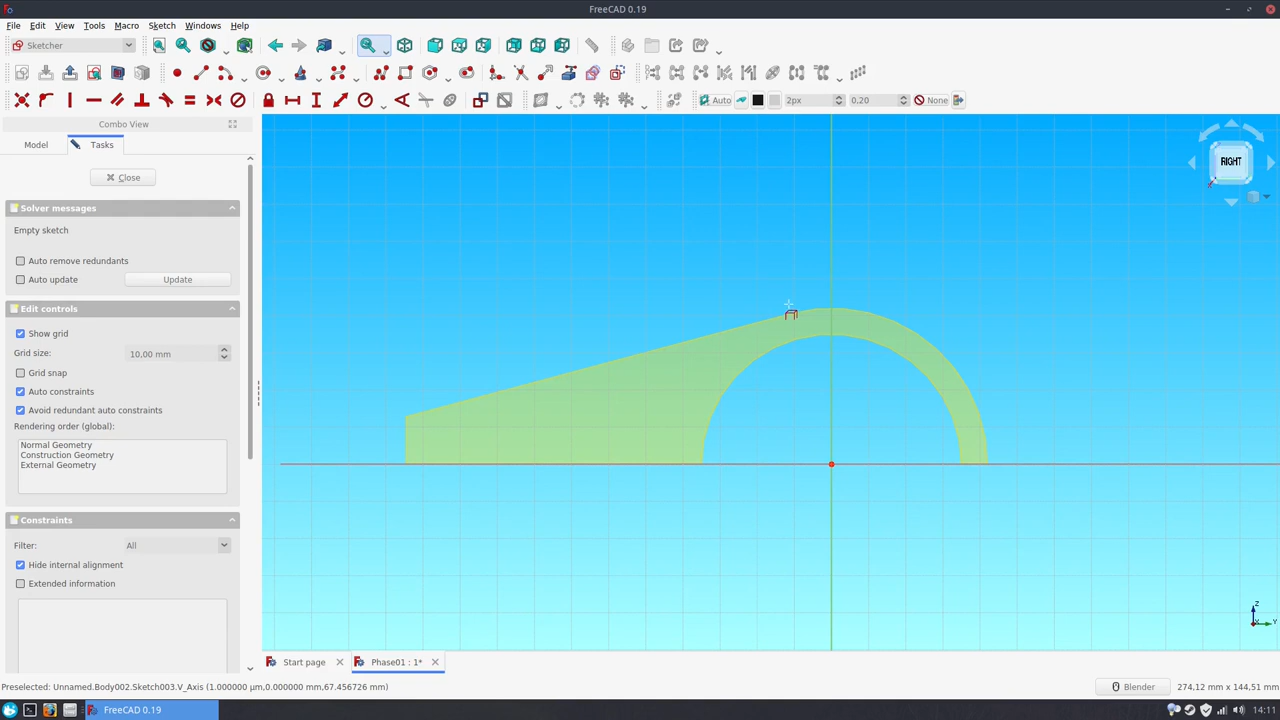 FreeCAD 0.19
File Edit View Tools Macro Sketch Windows Help
Sketcher
Auto 2px 0.20 None
Combo View
Model Tasks
Close
Solver messages
Empty sketch
Auto remove redundants
Auto update Update
Edit controls
Show grid
Grid size: 10.00 mm
Grid snap
Auto constraints
Avoid redundant auto constraints
Rendering order (global):
Normal Geometry
Construction Geometry
External Geometry
Constraints
Filter: All
Hide internal alignment
Extended information
RIGHT
Z
Y
Start page Phase01 : 1*
Preselected: Unnamed.Body002.Sketch003.V_Axis (1.000000 µm,0.000000 mm,67.456726 mm)
Blender 274,12 mm x 144,51 mm
FreeCAD 0.19
14:11